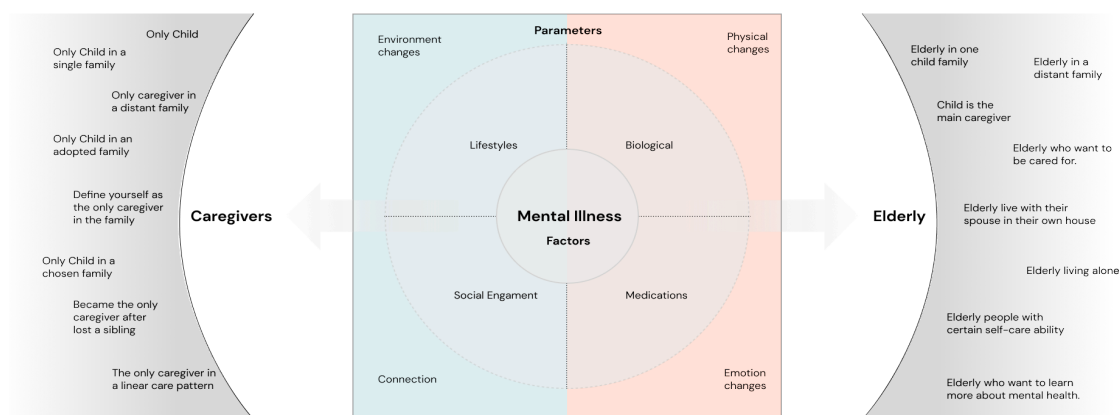 Only Child
Only Child in a
single family
Only caregiver in
a distant family
Only Child in an
adopted family
Define yourself as
the only caregiver
in the family
Only Child in a
chosen family
Became the only
caregiver after
lost a sibling
The only caregiver in
a linear care pattern
Caregivers
Parameters
Environment
changes
Physical
changes
Lifestyles
Biological
Mental Illness
Factors
Social Engament
Medications
Connection
Emotion
changes
Elderly
Elderly in one
child family
Elderly in a
distant family
Child is the
main caregiver
Elderly who want to
be cared for.
Elderly live with their
spouse in their own house
Elderly living alone
Elderly people with
certain self-care ability
Elderly who want to learn
more about mental health.